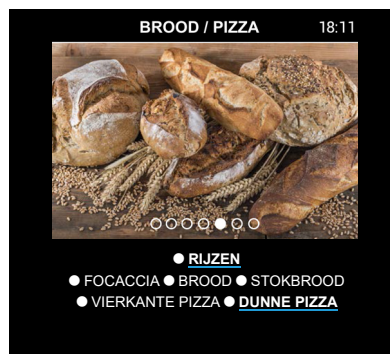 BROOD / PIZZA 18:11
● RIJZEN
● FOCACCIA ● BROOD ● STOKBROOD
● VIERKANTE PIZZA ● DUNNE PIZZA